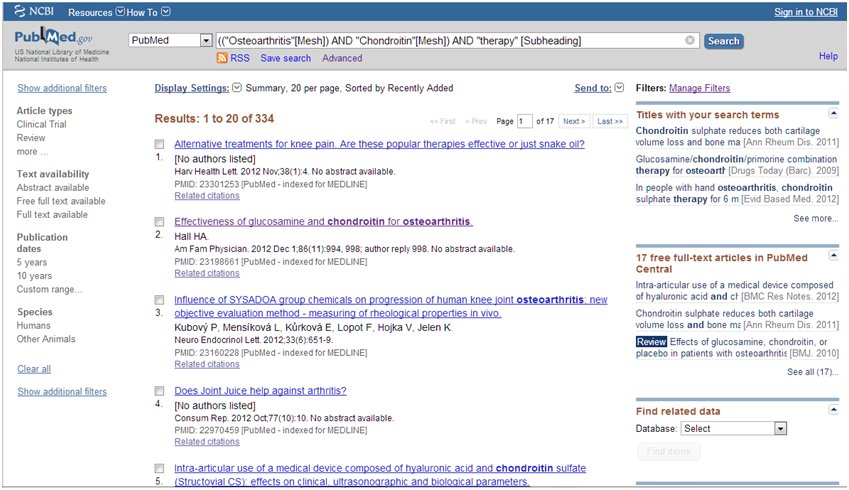 NCBI Resources How To Sign in to NCBI
PubMed.gov
US National Library of Medicine
National Institutes of Health
PubMed (("Osteoarthritis"[Mesh]) AND "Chondroitin"[Mesh]) AND "therapy" [Subheading] Search
RSS Save search Advanced Help
Show additional filters
Article types
Clinical Trial
Review
more ...
Text availability
Abstract available
Free full text available
Full text available
Publication
dates
5 years
10 years
Custom range...
Species
Humans
Other Animals
Clear all
Show additional filters
Display Settings: Summary, 20 per page, Sorted by Recently Added Send to:
Results: 1 to 20 of 334
<< First < Prev Page 1 of 17 Next > Last >>
Alternative treatments for knee pain. Are these popular therapies effective or just snake oil?
1. [No authors listed]
Harv Health Lett. 2012 Nov;38(1):4. No abstract available.
PMID: 23301253 [PubMed - indexed for MEDLINE]
Related citations
Effectiveness of glucosamine and chondroitin for osteoarthritis.
2. Hall HA.
Am Fam Physician. 2012 Dec 1;86(11):994, 998; author reply 998. No abstract available.
PMID: 23198661 [PubMed - indexed for MEDLINE]
Related citations
Influence of SYSADOA group chemicals on progression of human knee joint osteoarthritis: new
3. objective evaluation method - measuring of rheological properties in vivo.
Kubový P, Mensíková L, Kůrková E, Lopot F, Hojka V, Jelen K.
Neuro Endocrinol Lett. 2012;33(6):651-9.
PMID: 23160228 [PubMed - indexed for MEDLINE]
Related citations
Does Joint Juice help against arthritis?
4. [No authors listed]
Consum Rep. 2012 Oct;77(10):10. No abstract available.
PMID: 22970459 [PubMed - indexed for MEDLINE]
Related citations
Intra-articular use of a medical device composed of hyaluronic acid and chondroitin sulfate
5. (Structovial CS): effects on clinical, ultrasonographic and biological parameters.
Filters: Manage Filters
Titles with your search terms
Chondroitin sulphate reduces both cartilage
volume loss and bone ma [Ann Rheum Dis. 2011]
Glucosamine/chondroitin/primorine combination
therapy for osteoart [Drugs Today (Barc). 2009]
In people with hand osteoarthritis, chondroitin
sulphate therapy for 6 m [Evid Based Med. 2012]
See more...
17 free full-text articles in PubMed
Central
Intra-articular use of a medical device composed
of hyaluronic acid and ch [BMC Res Notes. 2012]
Chondroitin sulphate reduces both cartilage
volume loss and bone ma [Ann Rheum Dis. 2011]
Review Effects of glucosamine, chondroitin, or
placebo in patients with osteoarthritis [BMJ. 2010]
See all (17)...
Find related data
Database: Select
Find items